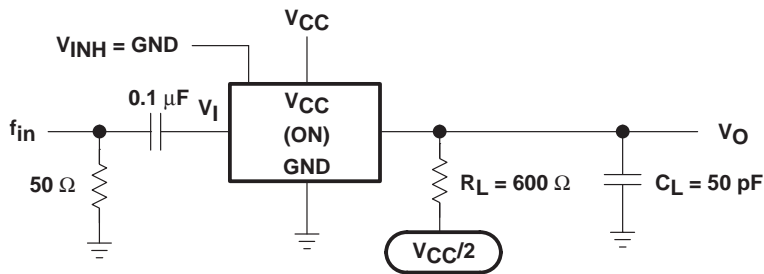 VCC
VINH = GND
0.1 μF
VI
VCC
fin
(ON)
VO
GND
50 Ω
RL = 600 Ω
CL = 50 pF
VCC/2